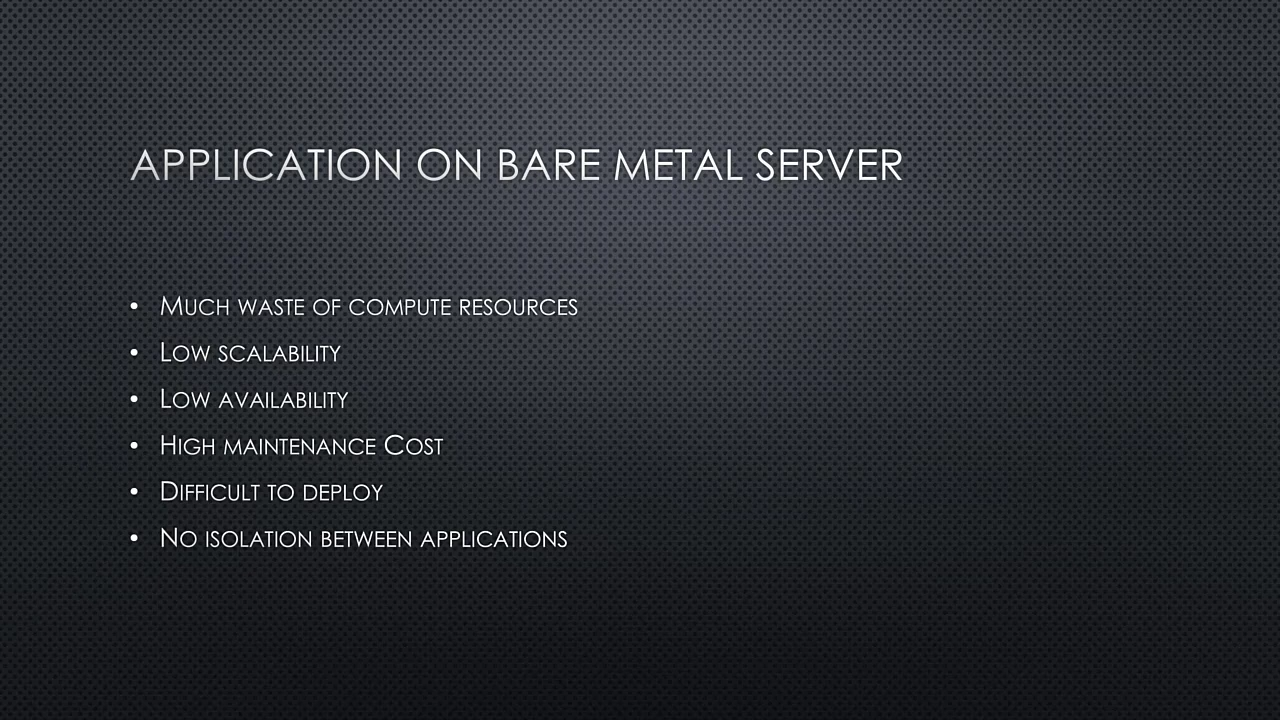 APPLICATION ON BARE METAL SERVER
• MUCH WASTE OF COMPUTE RESOURCES
• LOW SCALABILITY
• LOW AVAILABILITY
• HIGH MAINTENANCE COST
• DIFFICULT TO DEPLOY
• NO ISOLATION BETWEEN APPLICATIONS